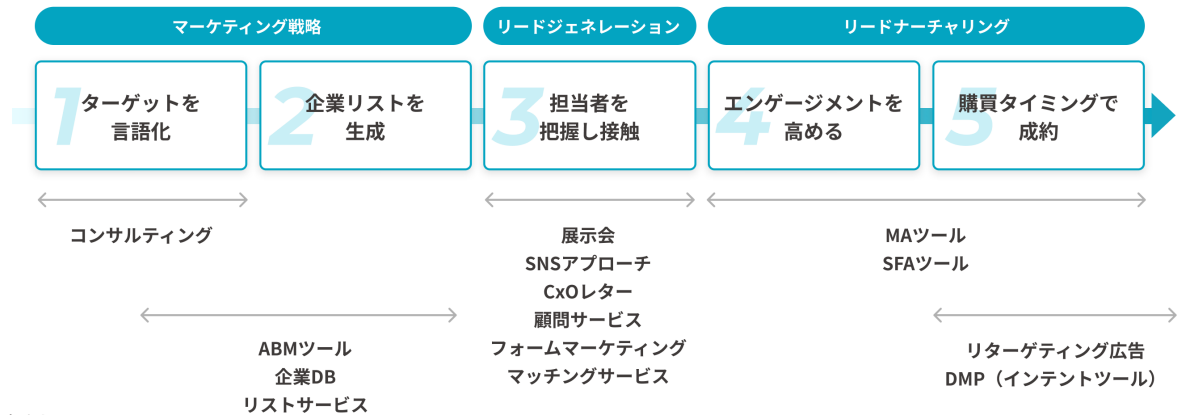 マーケティング戦略
リードジェネレーション
リードナーチャリング
1
ターゲットを
言語化
2
企業リストを
生成
3
担当者を
把握し接触
4
エンゲージメントを
高める
5
購買タイミングで
成約
コンサルティング
ABMツール
企業DB
リストサービス
展示会
SNSアプローチ
CxOレター
顧問サービス
フォームマーケティング
マッチングサービス
MAツール
SFAツール
リターゲティング広告
DMP（インテントツール）